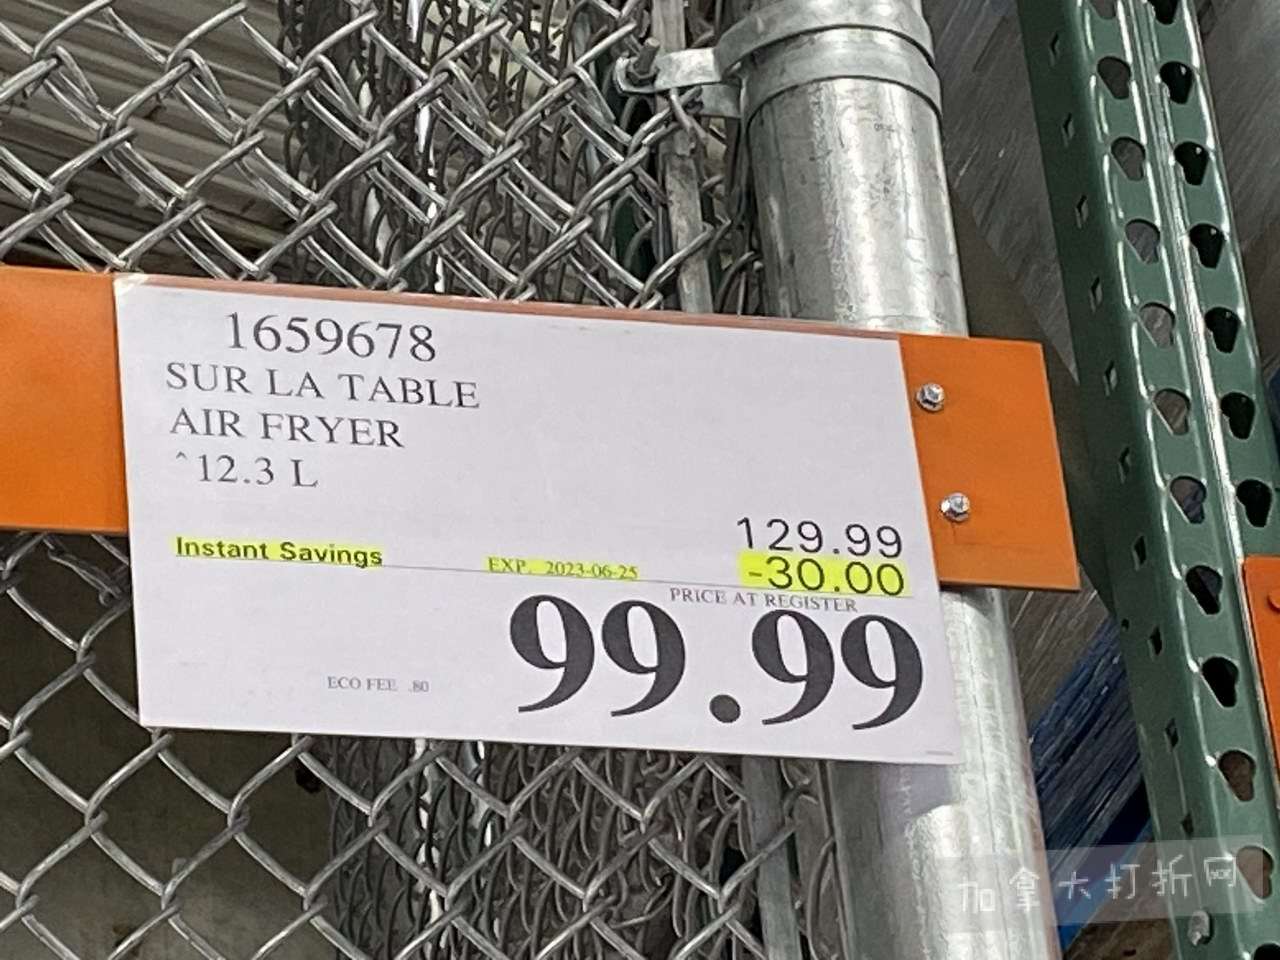 1659678
SUR LA TABLE
AIR FRYER
^12.3 L
129.99
Instant Savings EXP. 2023-06-25 -30.00
PRICE AT REGISTER
99.99
ECO FEE .80
加拿大打折网